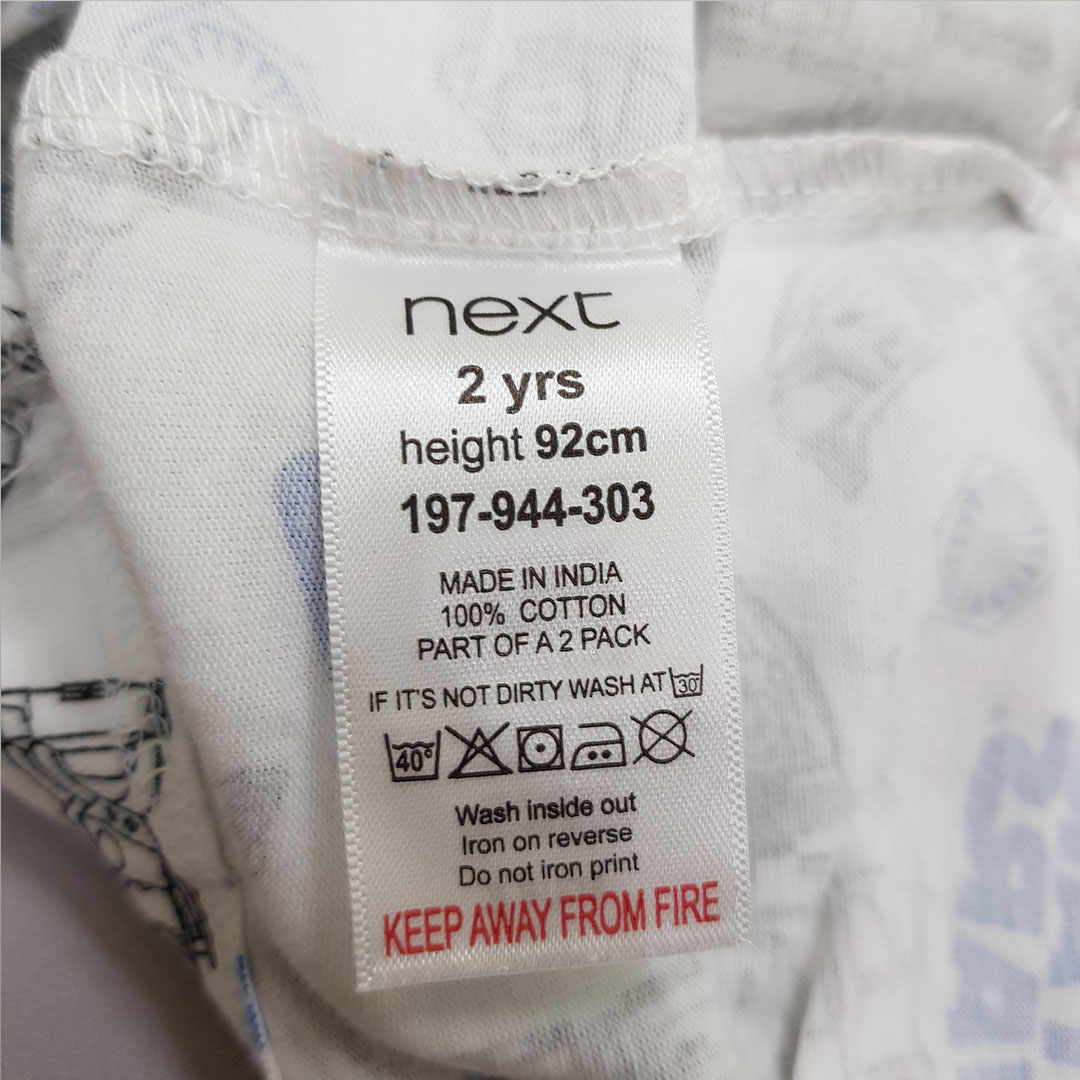 next
2 yrs
height 92cm
197-944-303
MADE IN INDIA
100% COTTON
PART OF A 2 PACK
IF IT'S NOT DIRTY WASH AT 30°
40°
Wash inside out
Iron on reverse
Do not iron print
KEEP AWAY FROM FIRE